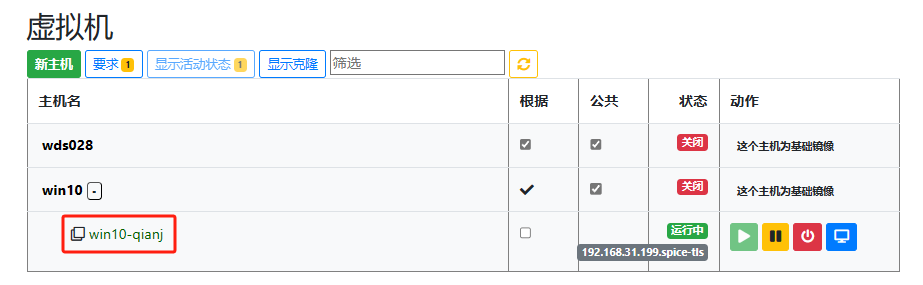 虚拟机
新主机 要求 1 显示活动状态 1 显示克隆 筛选
主机名 根据 公共 状态 动作
wds028 关闭 这个主机为基础镜像
win10 - 关闭 这个主机为基础镜像
win10-qianj 运行中
192.168.31.199.spice-tls